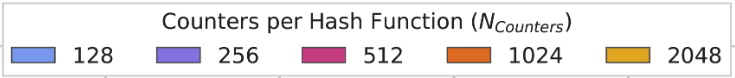 Counters per Hash Function (N_Counters)
128 256 512 1024 2048